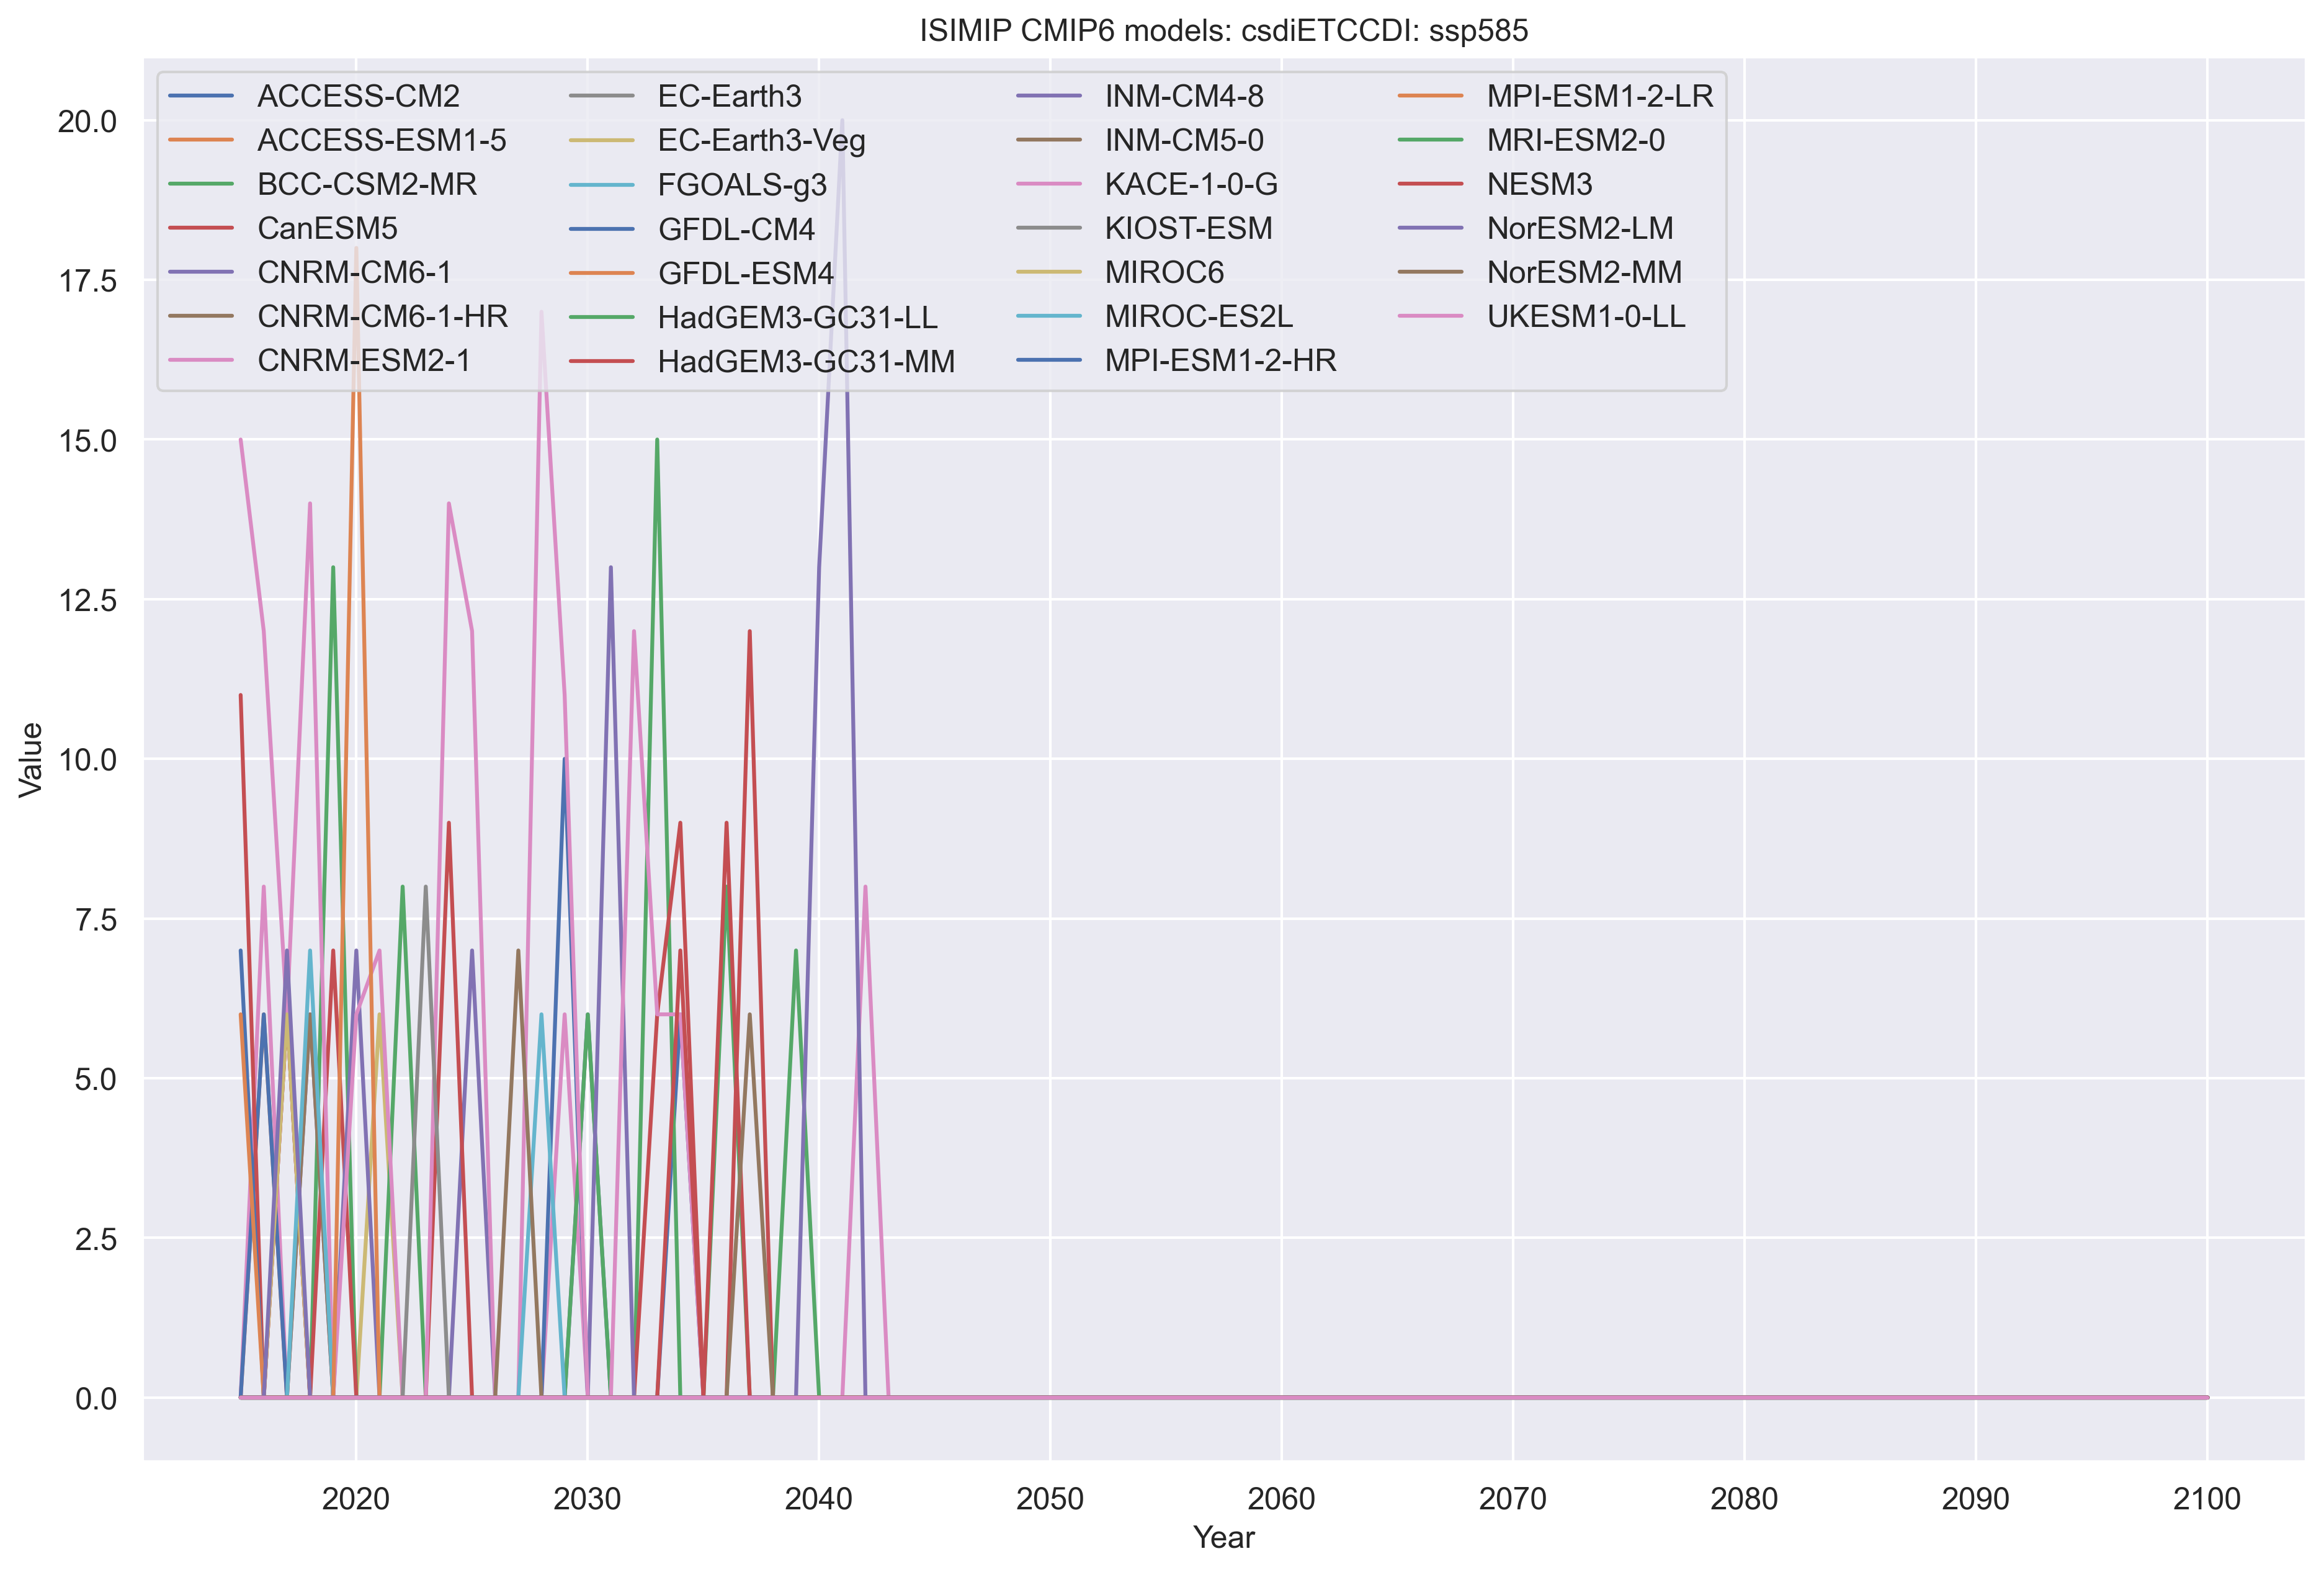 ISIMIP CMIP6 models: csdiETCCDI: ssp585
ACCESS-CM2
ACCESS-ESM1-5
BCC-CSM2-MR
CanESM5
CNRM-CM6-1
CNRM-CM6-1-HR
CNRM-ESM2-1
EC-Earth3
EC-Earth3-Veg
FGOALS-g3
GFDL-CM4
GFDL-ESM4
HadGEM3-GC31-LL
HadGEM3-GC31-MM
INM-CM4-8
INM-CM5-0
KACE-1-0-G
KIOST-ESM
MIROC6
MIROC-ES2L
MPI-ESM1-2-HR
MPI-ESM1-2-LR
MRI-ESM2-0
NESM3
NorESM2-LM
NorESM2-MM
UKESM1-0-LL
20.0
17.5
15.0
12.5
10.0
7.5
5.0
2.5
0.0
Value
2020 2030 2040 2050 2060 2070 2080 2090 2100
Year